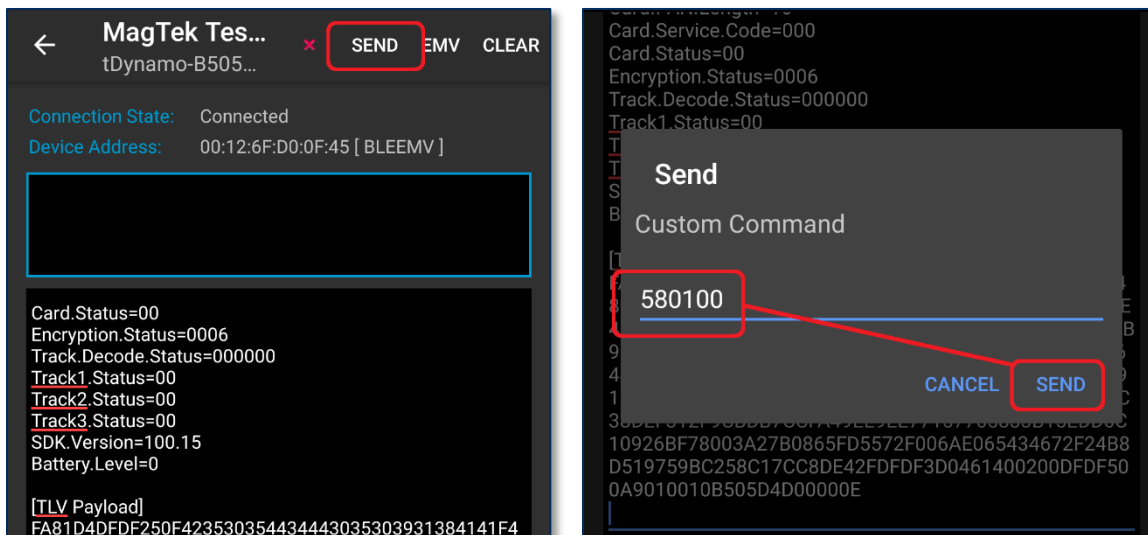 MagTek Tes...
tDynamo-B505...
× SEND EMV CLEAR
Connection State: Connected
Device Address: 00:12:6F:D0:0F:45 [ BLEEMV ]
Card.Status=00
Encryption.Status=0006
Track.Decode.Status=000000
Track1.Status=00
Track2.Status=00
Track3.Status=00
SDK.Version=100.15
Battery.Level=0
[TLV Payload]
FA81D4DFDF250F423530354434443035303931384141F4
Card.Service.Code=000
Card.Status=00
Encryption.Status=0006
Track.Decode.Status=000000
Track1.Status=00
Send
Custom Command
580100
CANCEL SEND
10926BF78003A27B0865FD5572F006AE065434672F24B8
D519759BC258C17CC8DE42FDFDF3D0461400200DFDF50
0A9010010B505D4D00000E